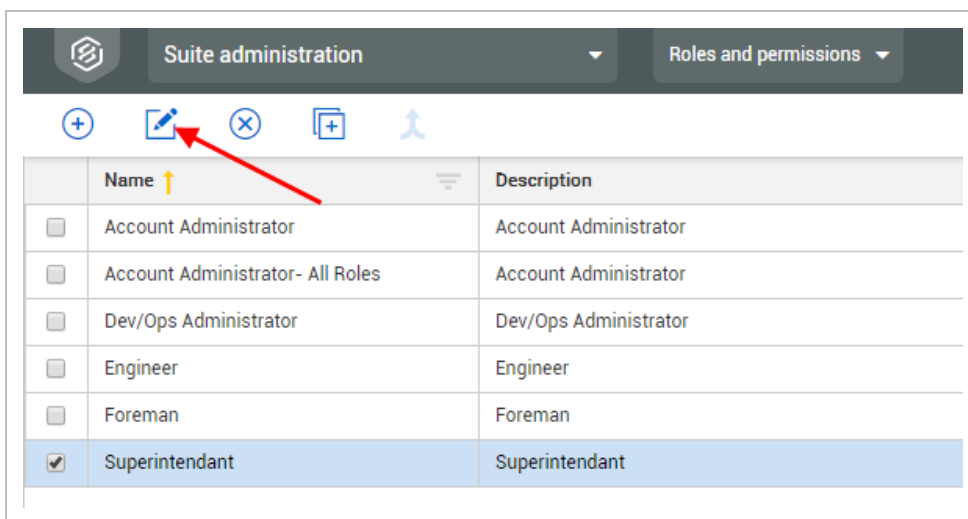 Suite administration Roles and permissions
Name Description
Account Administrator Account Administrator
Account Administrator- All Roles Account Administrator
Dev/Ops Administrator Dev/Ops Administrator
Engineer Engineer
Foreman Foreman
Superintendant Superintendant